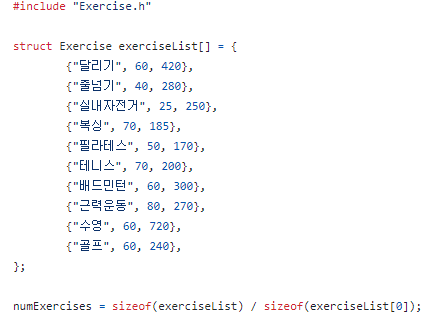 #include "Exercise.h"
struct Exercise exerciseList[] = {
{"달리기", 60, 420},
{"줄넘기", 40, 280},
{"실내자전거", 25, 250},
{"복싱", 70, 185},
{"필라테스", 50, 170},
{"테니스", 70, 200},
{"배드민턴", 60, 300},
{"근력운동", 80, 270},
{"수영", 60, 720},
{"골프", 60, 240},
};
numExercises = sizeof(exerciseList) / sizeof(exerciseList[0]);